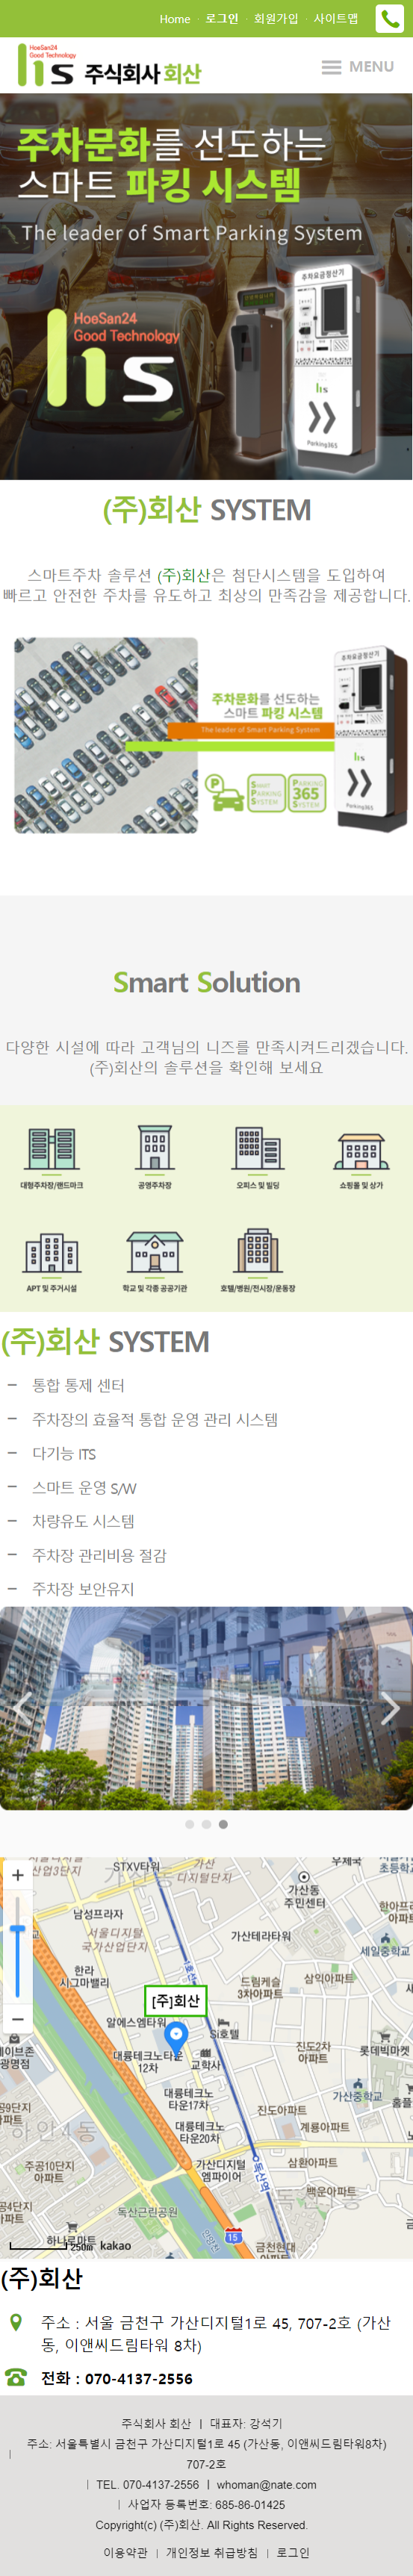 Home · 로그인 · 회원가입 · 사이트맵
HoeSan24
Good Technology
his 주식회사 회산
MENU
주차문화를 선도하는
스마트 파킹 시스템
The leader of Smart Parking System
HoeSan24
Good Technology
his
주차요금정산기
his
Parking365
(주)회산 SYSTEM
스마트주차 솔루션 (주)회산은 첨단시스템을 도입하여
빠르고 안전한 주차를 유도하고 최상의 만족감을 제공합니다.
주차문화를 선도하는
스마트 파킹 시스템
The leader of Smart Parking System
주차요금정산기
SMART
PARKING
SYSTEM
PARKING
365
SYSTEM
his
Parking365
Smart Solution
다양한 시설에 따라 고객님의 니즈를 만족시켜드리겠습니다.
(주)회산의 솔루션을 확인해 보세요
대형주차장/랜드마크
공영주차장
오피스 및 빌딩
쇼핑몰 및 상가
APT 및 주거시설
학교 및 각종 공공기관
호텔/병원/전시장/운동장
(주)회산 SYSTEM
– 통합 통제 센터
– 주차장의 효율적 통합 운영 관리 시스템
– 다기능 ITS
– 스마트 운영 S/W
– 차량유도 시스템
– 주차장 관리비용 절감
– 주차장 보안유지
STXV타워
가산
디지털단지
우체국
초등학교
산업3단지
가산동
주민센터
남성프라자
서울디지털
국가산업단지
가산테라타워
세일중학교
한라
시그마밸리
1호선
드림케슬
3차아파트
삼익아파트
[주]회산
알에스엠타워
Si호텔
진도2차
아파트
롯데빅마켓
광명점
대륭테크노타운
12차
교학사
대륭테크노
타운17차
가산중학교
진도아파트
대륭테크노
타운20차
계룡아파트
하안4동
주공10단지
아파트
가산디지털
엠파이어
삼환아파트
독산역
백운아파트
독산근린공원
안양천
15
금천현대
아파트
하나로마트
250m kakao
(주)회산
주소 : 서울 금천구 가산디지털1로 45, 707-2호 (가산
동, 이앤씨드림타워 8차)
전화 : 070-4137-2556
주식회사 회산 | 대표자: 강석기
| 주소: 서울특별시 금천구 가산디지털1로 45 (가산동, 이앤씨드림타워8차)
707-2호
| TEL. 070-4137-2556 | whoman@nate.com
| 사업자 등록번호: 685-86-01425
Copyright(c) (주)회산. All Rights Reserved.
이용약관 | 개인정보 취급방침 | 로그인